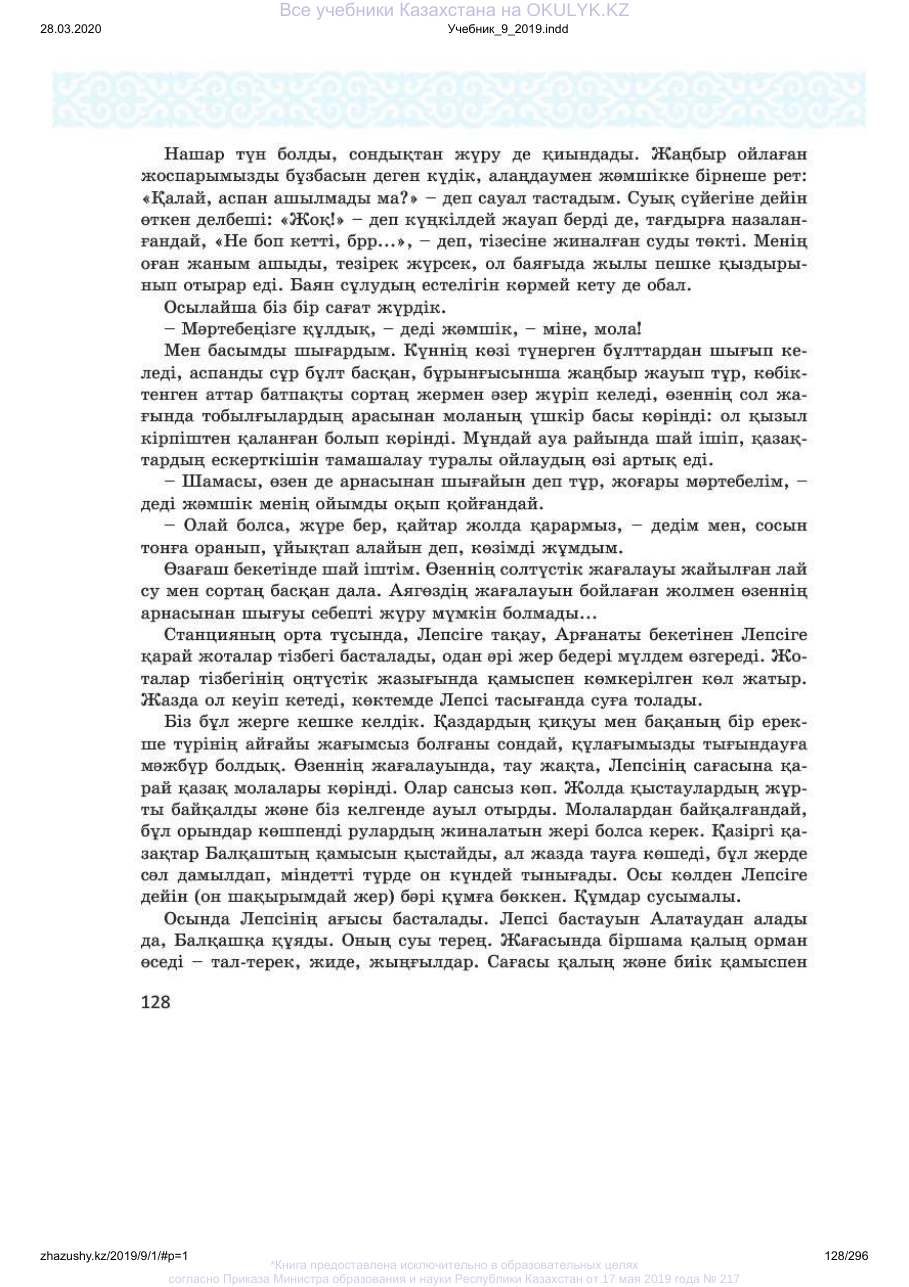 Все учебники Казахстана на OKULYK.KZ
28.03.2020 Учебник_9_2019.indd
Нашар түн болды, сондықтан жүру де қиындады. Жаңбыр ойлаған
жоспарымызды бұзбасын деген күдік, алаңдаумен жәмшікке бірнеше рет:
«Қалай, аспан ашылмады ма?» – деп сауал тастадым. Суық сүйегіне дейін
өткен делбеші: «Жоқ!» – деп күңкілдей жауап берді де, тағдырға назалан-
ғандай, «Не боп кетті, брр...», – деп, тізесіне жиналған суды төкті. Менің
оған жаным ашыды, тезірек жүрсек, ол баяғыда жылы пешке қыздыры-
нып отырар еді. Баян сұлудың естелігін көрмей кету де обал.
Осылайша біз бір сағат жүрдік.
– Мәртебеңізге құлдық, – деді жәмшік, – міне, мола!
Мен басымды шығардым. Күннің көзі түнерген бұлттардан шығып ке-
леді, аспанды сұр бұлт басқан, бұрынғысынша жаңбыр жауып тұр, көбік-
тенген аттар батпақты сортаң жермен әзер жүріп келеді, өзеннің сол жа-
ғында тобылғылардың арасынан моланың үшкір басы көрінді: ол қызыл
кірпіштен қаланған болып көрінді. Мұндай ауа райында шай ішіп, қазақ-
тардың ескерткішін тамашалау туралы ойлаудың өзі артық еді.
– Шамасы, өзен де арнасынан шығайын деп тұр, жоғары мәртебелім, –
деді жәмшік менің ойымды оқып қойғандай.
– Олай болса, жүре бер, қайтар жолда қарармыз, – дедім мен, сосын
тонға оранып, ұйықтап алайын деп, көзімді жұмдым.
Өзағаш бекетінде шай іштім. Өзеннің солтүстік жағалауы жайылған лай
су мен сортаң басқан дала. Аягөздің жағалауын бойлаған жолмен өзеннің
арнасынан шығуы себепті жүру мүмкін болмады...
Станцияның орта тұсында, Лепсіге тақау, Арғанаты бекетінен Лепсіге
қарай жоталар тізбегі басталады, одан әрі жер бедері мүлдем өзгереді. Жо-
талар тізбегінің оңтүстік жазығында қамыспен көмкерілген көл жатыр.
Жазда ол кеуіп кетеді, көктемде Лепсі тасығанда суға толады.
Біз бұл жерге кешке келдік. Қаздардың қиқуы мен бақаның бір ерек-
ше түрінің айғайы жағымсыз болғаны сондай, құлағымызды тығындауға
мәжбүр болдық. Өзеннің жағалауында, тау жақта, Лепсінің сағасына қа-
рай қазақ молалары көрінді. Олар сансыз көп. Жолда қыстаулардың жұр-
ты байқалды және біз келгенде ауыл отырды. Молалардан байқалғандай,
бұл орындар көшпенді рулардың жиналатын жері болса керек. Қазіргі қа-
зақтар Балқаштың қамысын қыстайды, ал жазда тауға көшеді, бұл жерде
сәл дамылдап, міндетті түрде он күндей тынығады. Осы көлден Лепсіге
дейін (он шақырымдай жер) бәрі құмға бөккен. Құмдар сусымалы.
Осында Лепсінің ағысы басталады. Лепсі бастауын Алатаудан алады
да, Балқашқа құяды. Оның суы терең. Жағасында біршама қалың орман
өседі – тал-терек, жиде, жыңғылдар. Сағасы қалың және биік қамыспен
128
zhazushy.kz/2019/9/1/#p=1 128/296
*Книга предоставлена исключительно в образовательных целях
согласно Приказа Министра образования и науки Республики Казахстан от 17 мая 2019 года № 217